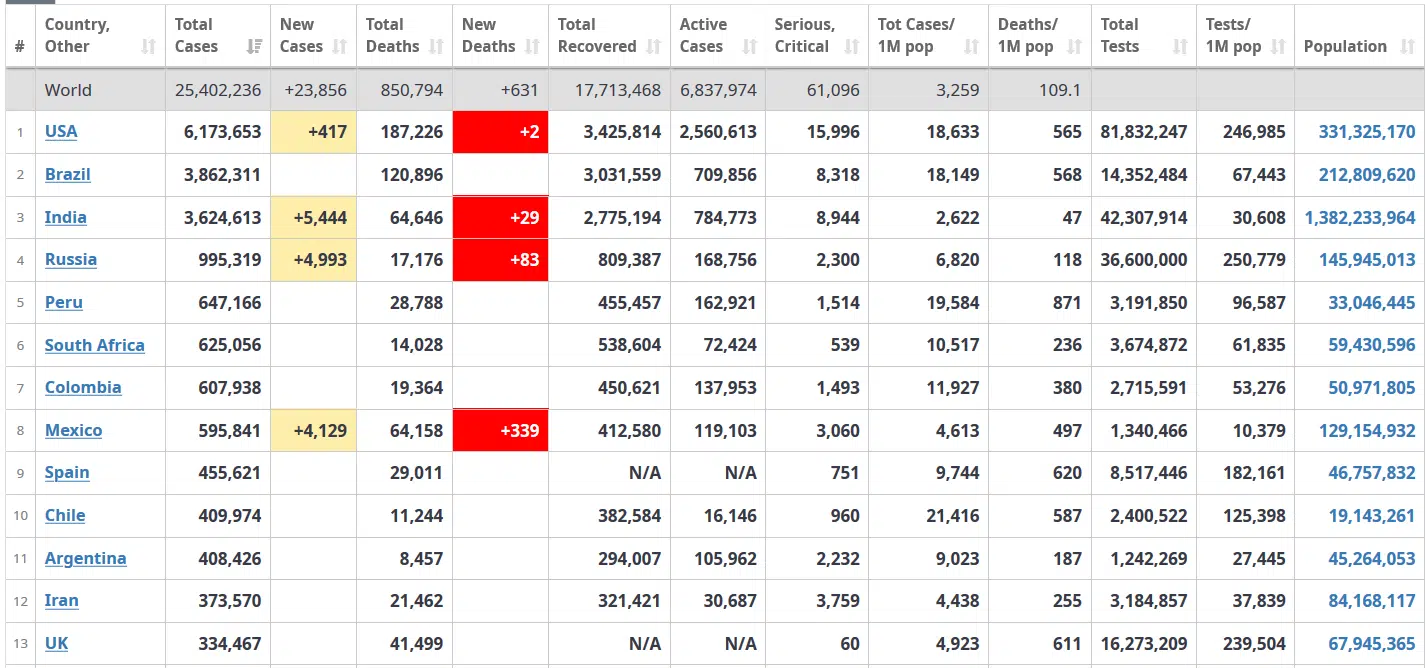 # Country, Other Total Cases New Cases Total Deaths New Deaths Total Recovered Active Cases Serious, Critical Tot Cases/ 1M pop Deaths/ 1M pop Total Tests Tests/ 1M pop Population
World 25,402,236 +23,856 850,794 +631 17,713,468 6,837,974 61,096 3,259 109.1
1 USA 6,173,653 +417 187,226 +2 3,425,814 2,560,613 15,996 18,633 565 81,832,247 246,985 331,325,170
2 Brazil 3,862,311 120,896 3,031,559 709,856 8,318 18,149 568 14,352,484 67,443 212,809,620
3 India 3,624,613 +5,444 64,646 +29 2,775,194 784,773 8,944 2,622 47 42,307,914 30,608 1,382,233,964
4 Russia 995,319 +4,993 17,176 +83 809,387 168,756 2,300 6,820 118 36,600,000 250,779 145,945,013
5 Peru 647,166 28,788 455,457 162,921 1,514 19,584 871 3,191,850 96,587 33,046,445
6 South Africa 625,056 14,028 538,604 72,424 539 10,517 236 3,674,872 61,835 59,430,596
7 Colombia 607,938 19,364 450,621 137,953 1,493 11,927 380 2,715,591 53,276 50,971,805
8 Mexico 595,841 +4,129 64,158 +339 412,580 119,103 3,060 4,613 497 1,340,466 10,379 129,154,932
9 Spain 455,621 29,011 N/A N/A 751 9,744 620 8,517,446 182,161 46,757,832
10 Chile 409,974 11,244 382,584 16,146 960 21,416 587 2,400,522 125,398 19,143,261
11 Argentina 408,426 8,457 294,007 105,962 2,232 9,023 187 1,242,269 27,445 45,264,053
12 Iran 373,570 21,462 321,421 30,687 3,759 4,438 255 3,184,857 37,839 84,168,117
13 UK 334,467 41,499 N/A N/A 60 4,923 611 16,273,209 239,504 67,945,365